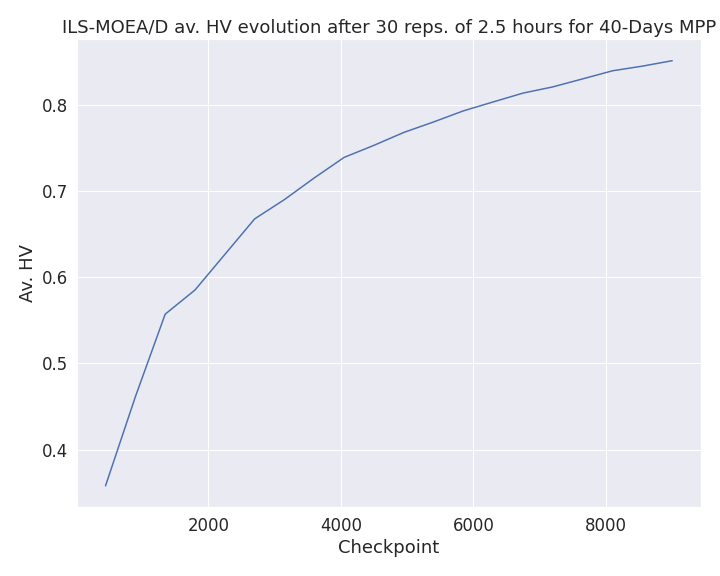 ILS-MOEA/D av. HV evolution after 30 reps. of 2.5 hours for 40-Days MPP
0.8
0.7
0.6
0.5
0.4
Av. HV
2000 4000 6000 8000
Checkpoint